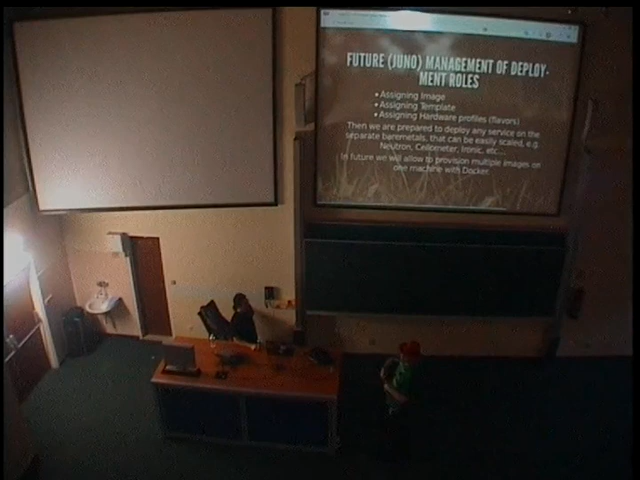 FUTURE (JUNO) MANAGEMENT OF DEPLOY-
MENT ROLES
• Assigning Image
• Assigning Template
• Assigning Hardware profiles (flavors)
Then we are prepared to deploy any service on the
separate baremetals, that can be easily scaled, e.g.
Neutron, Ceilometer, Ironic, etc...
In future we will allow to provision multiple images on
one machine with Docker.